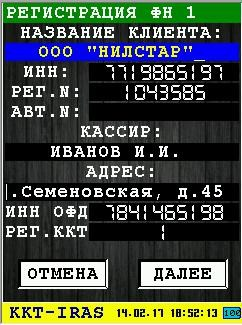 РЕГИСТРАЦИЯ ФН 1
НАЗВАНИЕ КЛИЕНТА:
ООО "НИЛСТАР"_
ИНН: 7719865197
РЕГ.N: 1043585
АВТ.N:
КАССИР:
ИВАНОВ И.И.
АДРЕС:
.Семеновская, д.45
ИНН ОФД 7841465198
РЕГ.ККТ 1
ОТМЕНА ДАЛЕЕ
KKT-IRAS 14.02.17 18:52:13 100